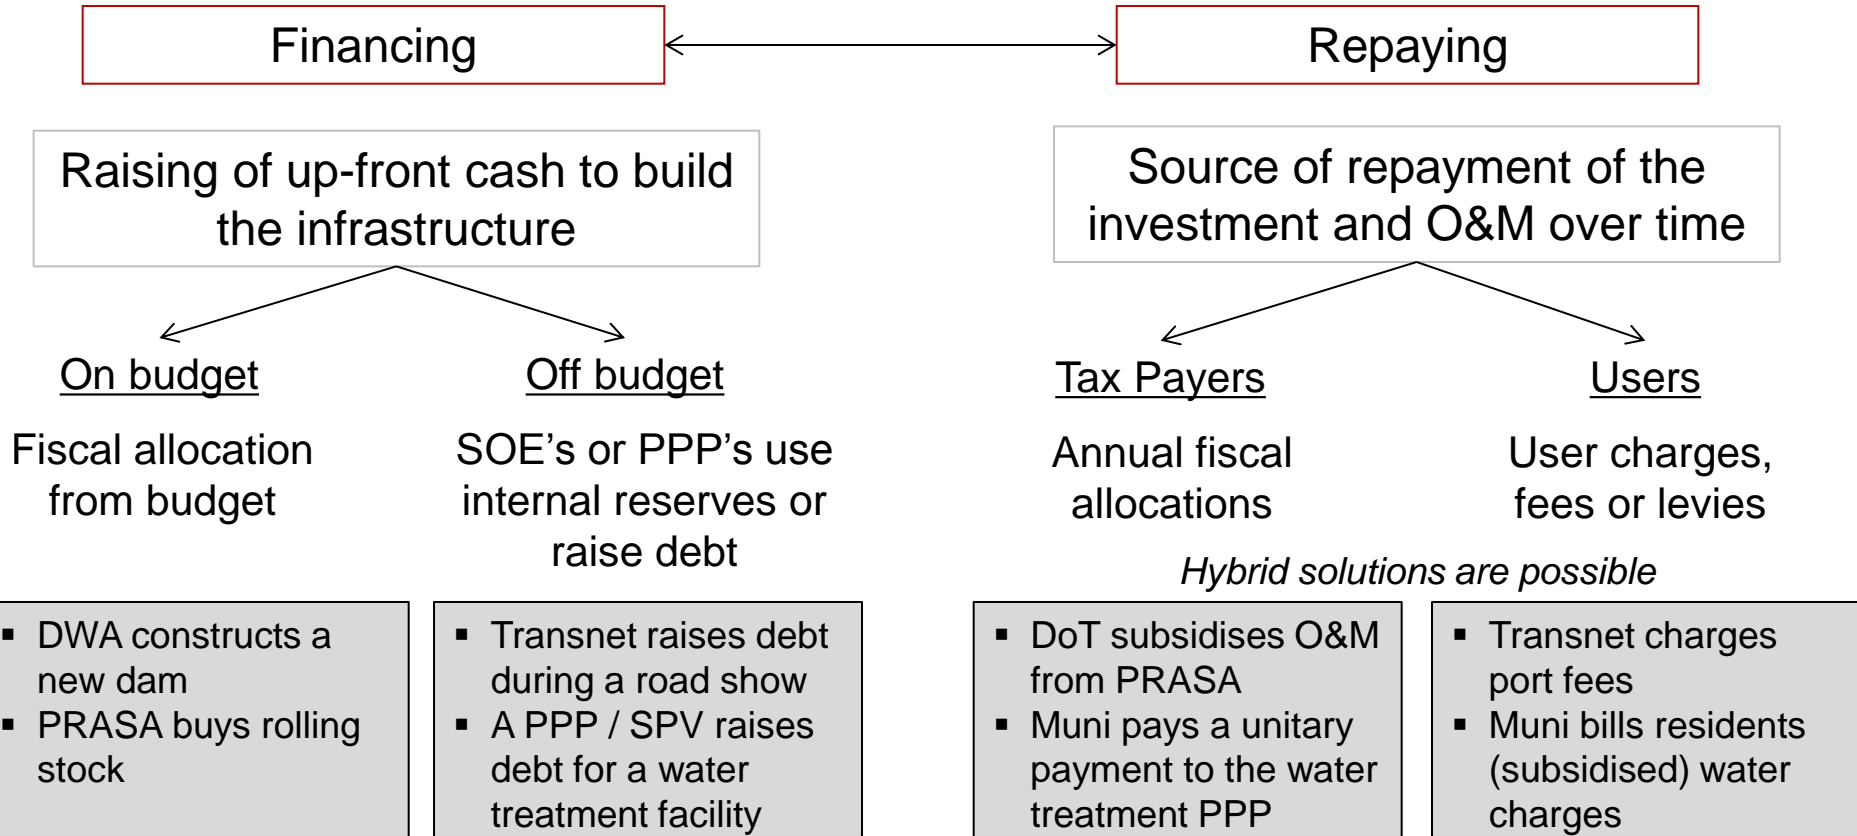 Financing
Repaying
Raising of up-front cash to build
the infrastructure
Source of repayment of the
investment and O&M over time
On budget
Fiscal allocation
from budget
Off budget
SOE's or PPP's use
internal reserves or
raise debt
Tax Payers
Annual fiscal
allocations
Users
User charges,
fees or levies
Hybrid solutions are possible
▪ DWA constructs a
new dam
▪ PRASA buys rolling
stock
▪ Transnet raises debt
during a road show
▪ A PPP / SPV raises
debt for a water
treatment facility
▪ DoT subsidises O&M
from PRASA
▪ Muni pays a unitary
payment to the water
treatment PPP
▪ Transnet charges
port fees
▪ Muni bills residents
(subsidised) water
charges